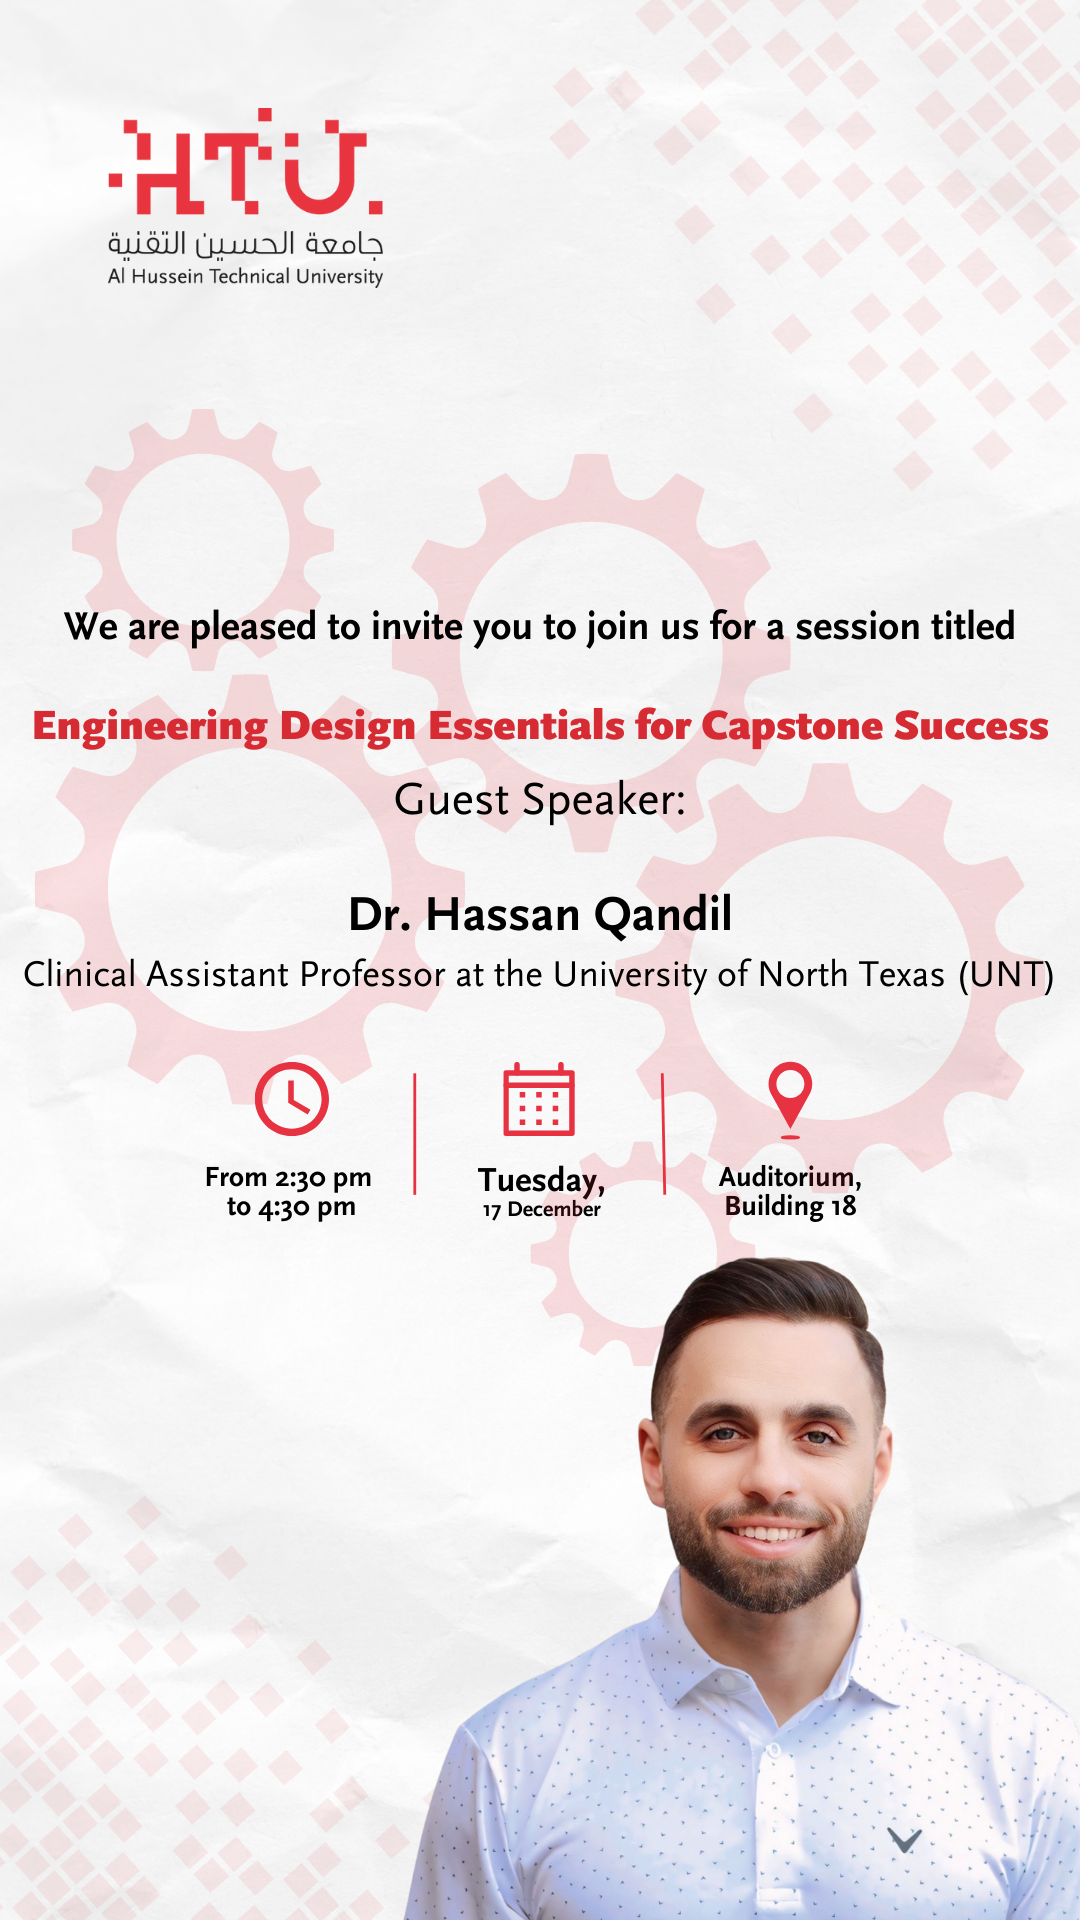 HTU
جامعة الحسين التقنية
Al Hussein Technical University
We are pleased to invite you to join us for a session titled
Engineering Design Essentials for Capstone Success
Guest Speaker:
Dr. Hassan Qandil
Clinical Assistant Professor at the University of North Texas (UNT)
From 2:30 pm
to 4:30 pm
Tuesday,
17 December
Auditorium,
Building 18